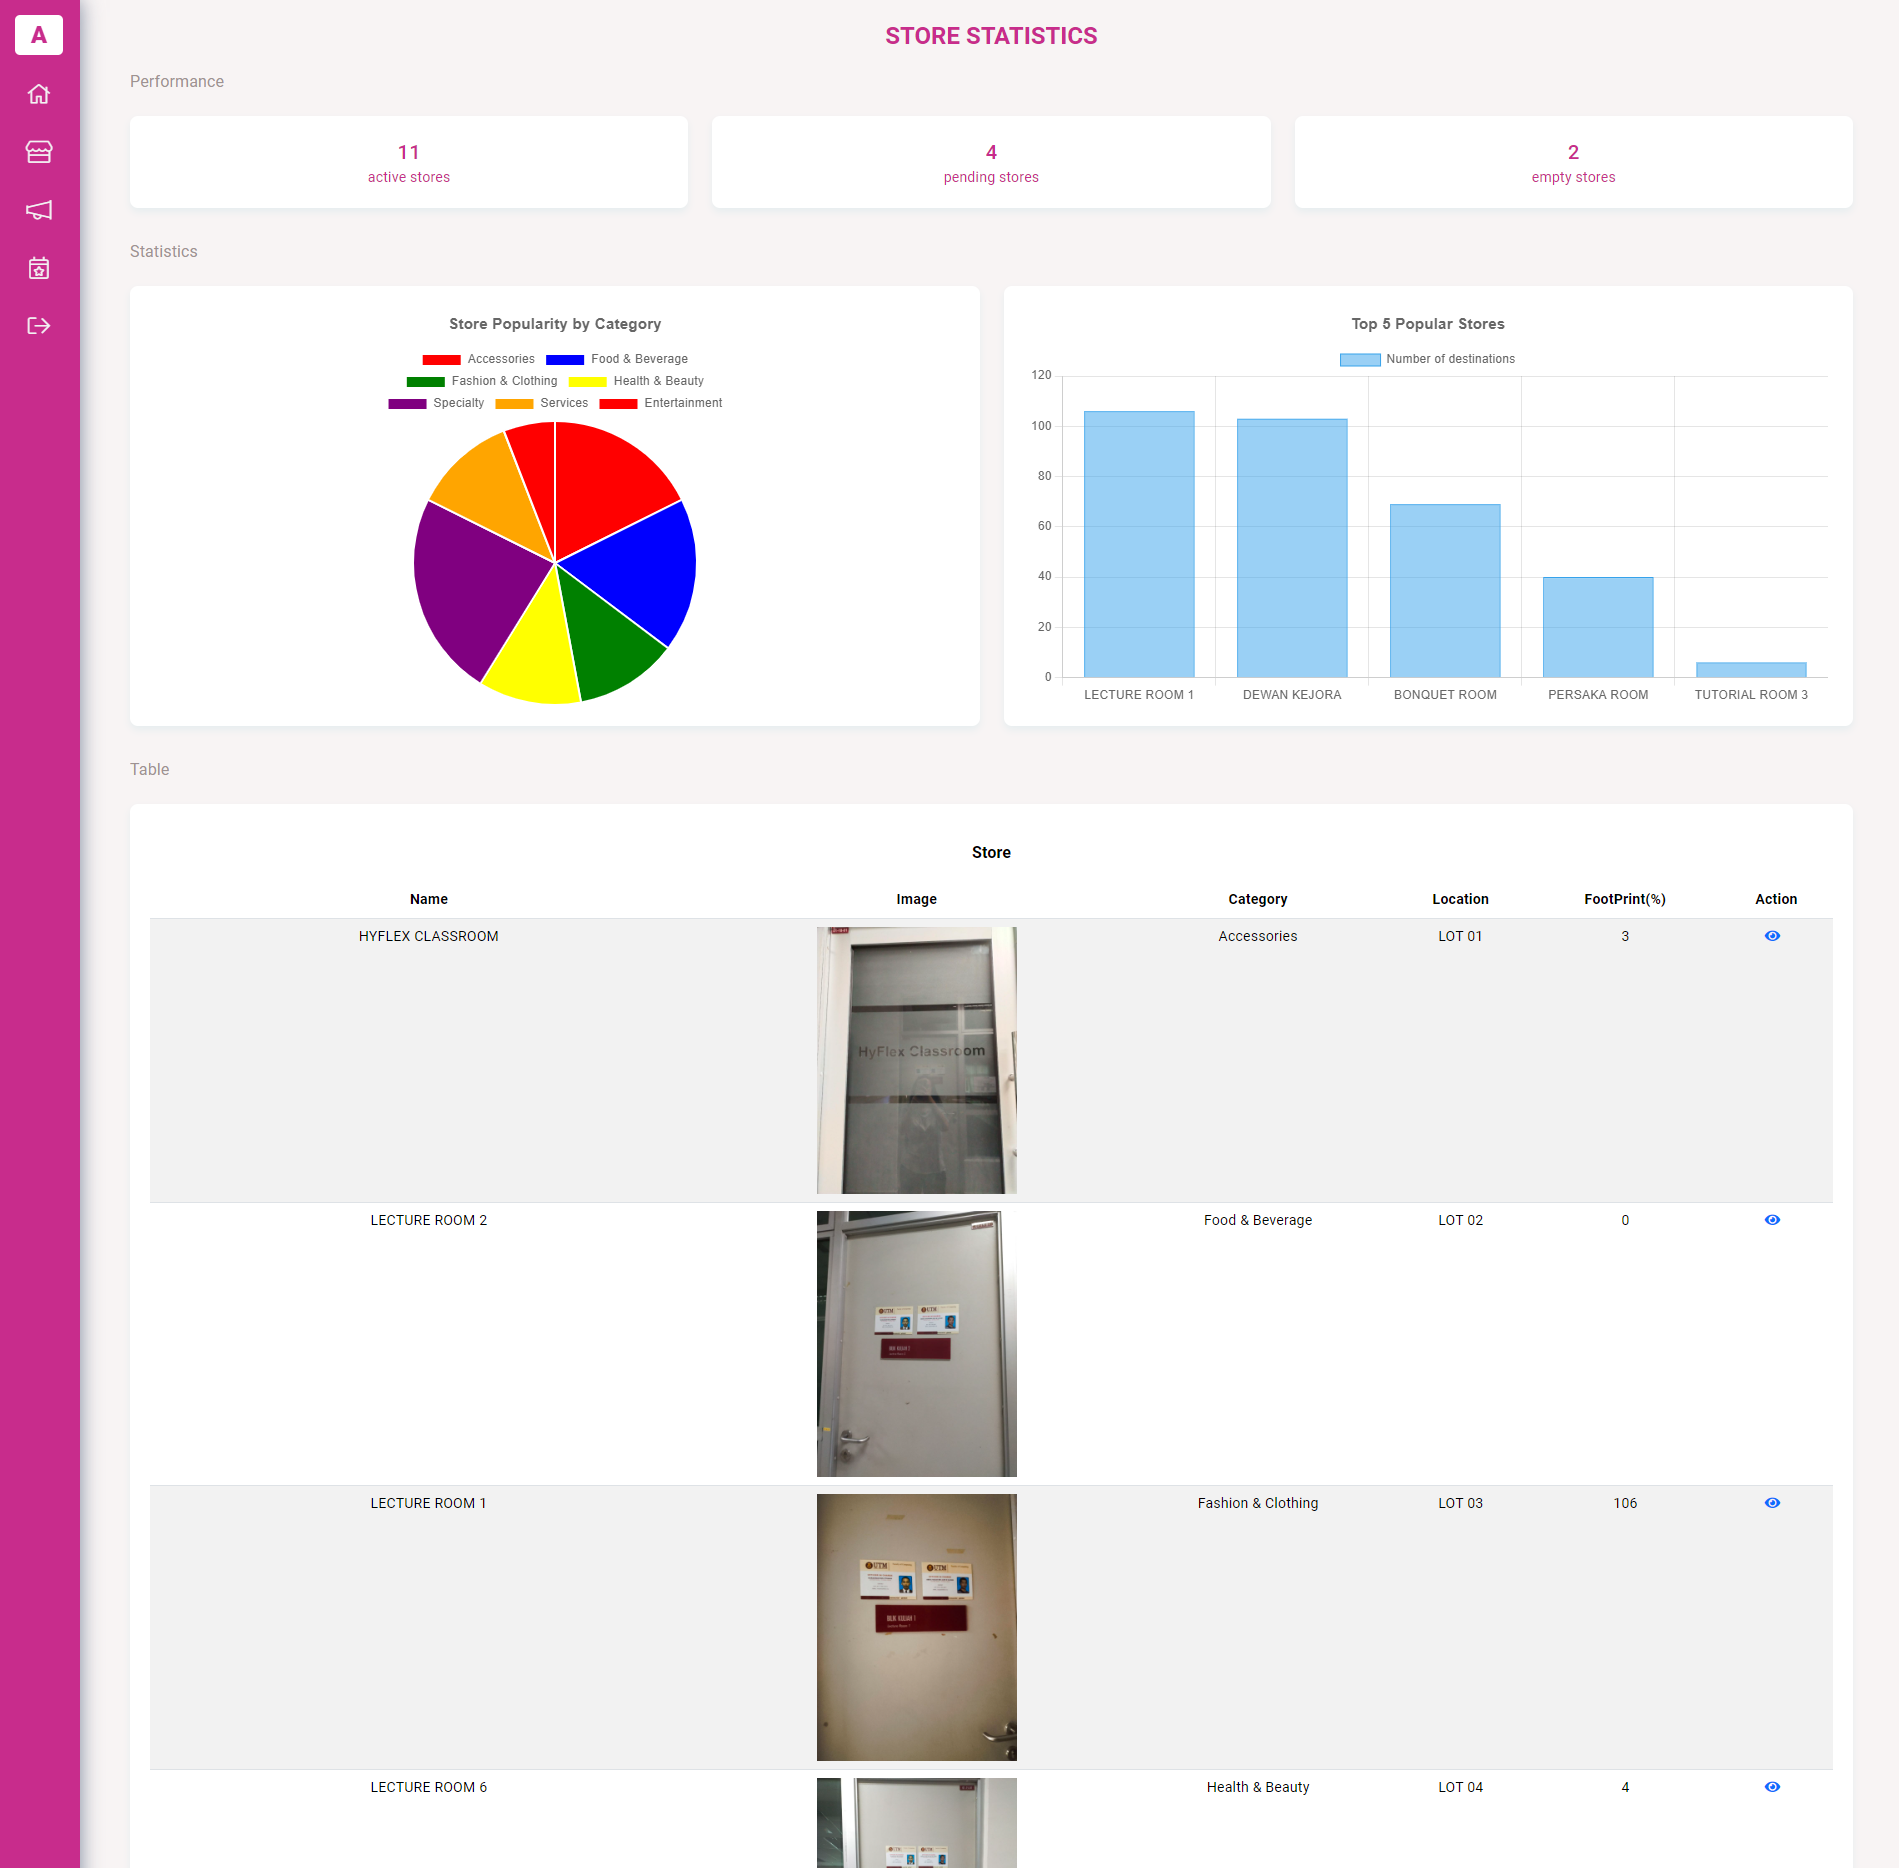 A
STORE STATISTICS
Performance
11
active stores
4
pending stores
2
empty stores
Statistics
Store Popularity by Category
Accessories Food & Beverage
Fashion & Clothing Health & Beauty
Specialty Services Entertainment
Top 5 Popular Stores
Number of destinations
120
100
80
60
40
20
0
LECTURE ROOM 1 DEWAN KEJORA BONQUET ROOM PERSAKA ROOM TUTORIAL ROOM 3
Table
Store
Name Image Category Location FootPrint(%) Action
HYFLEX CLASSROOM Accessories LOT 01 3
HyFlex Classroom
LECTURE ROOM 2 Food & Beverage LOT 02 0
UTM UTM
LECTURE ROOM 1 Fashion & Clothing LOT 03 106
UTM UTM
LECTURE ROOM 6 Health & Beauty LOT 04 4